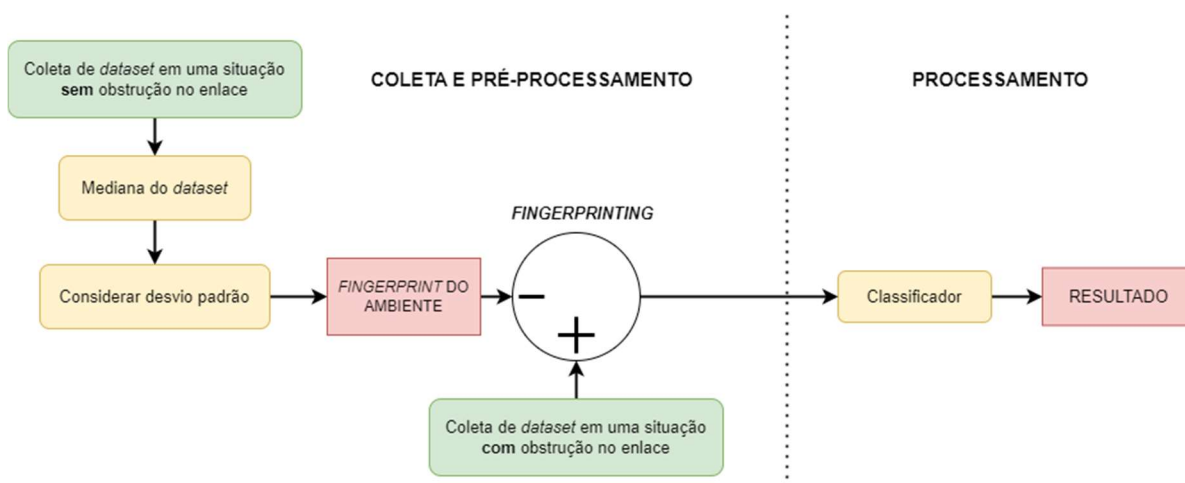 Coleta de dataset em uma situação
sem obstrução no enlace
COLETA E PRÉ-PROCESSAMENTO
PROCESSAMENTO
Mediana do dataset
FINGERPRINTING
Considerar desvio padrão
FINGERPRINT DO
AMBIENTE
−
+
Classificador
RESULTADO
Coleta de dataset em uma situação
com obstrução no enlace